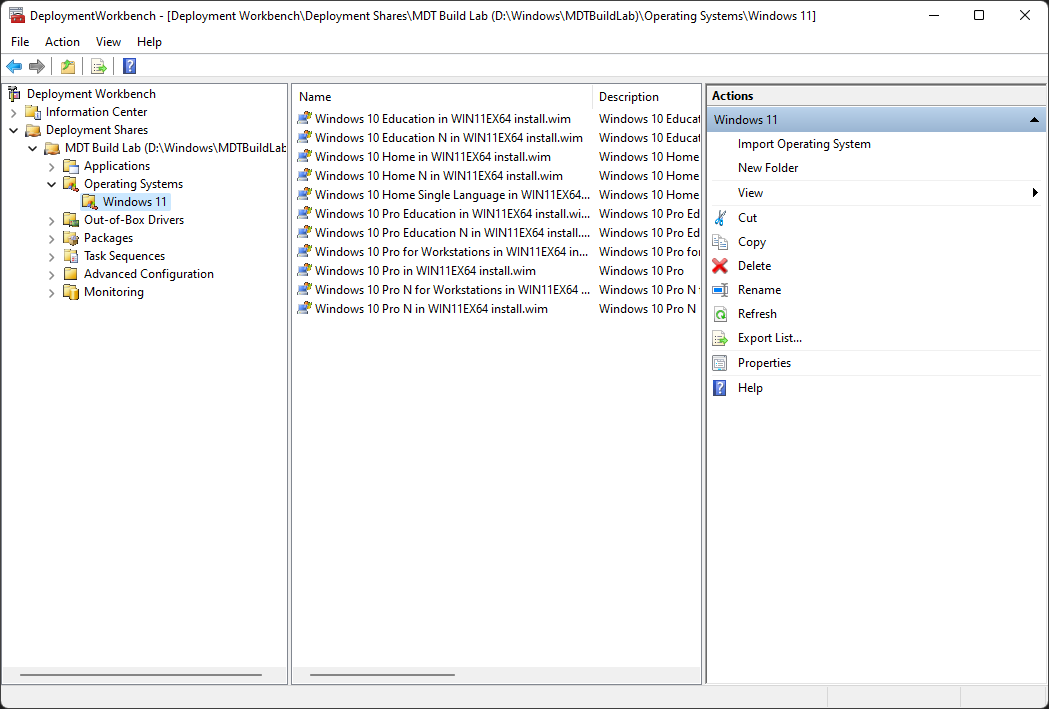 DeploymentWorkbench - [Deployment Workbench\Deployment Shares\MDT Build Lab (D:\Windows\MDTBuildLab)\Operating Systems\Windows 11]
File Action View Help
Deployment Workbench
Information Center
Deployment Shares
MDT Build Lab (D:\Windows\MDTBuildLab
Applications
Operating Systems
Windows 11
Out-of-Box Drivers
Packages
Task Sequences
Advanced Configuration
Monitoring
Name Description
Windows 10 Education in WIN11EX64 install.wim Windows 10 Educat
Windows 10 Education N in WIN11EX64 install.wim Windows 10 Educat
Windows 10 Home in WIN11EX64 install.wim Windows 10 Home
Windows 10 Home N in WIN11EX64 install.wim Windows 10 Home
Windows 10 Home Single Language in WIN11EX64... Windows 10 Home
Windows 10 Pro Education in WIN11EX64 install.wi... Windows 10 Pro Ed
Windows 10 Pro Education N in WIN11EX64 install.... Windows 10 Pro Ed
Windows 10 Pro for Workstations in WIN11EX64 in... Windows 10 Pro for
Windows 10 Pro in WIN11EX64 install.wim Windows 10 Pro
Windows 10 Pro N for Workstations in WIN11EX64 ... Windows 10 Pro N
Windows 10 Pro N in WIN11EX64 install.wim Windows 10 Pro N
Actions
Windows 11
Import Operating System
New Folder
View
Cut
Copy
Delete
Rename
Refresh
Export List...
Properties
Help